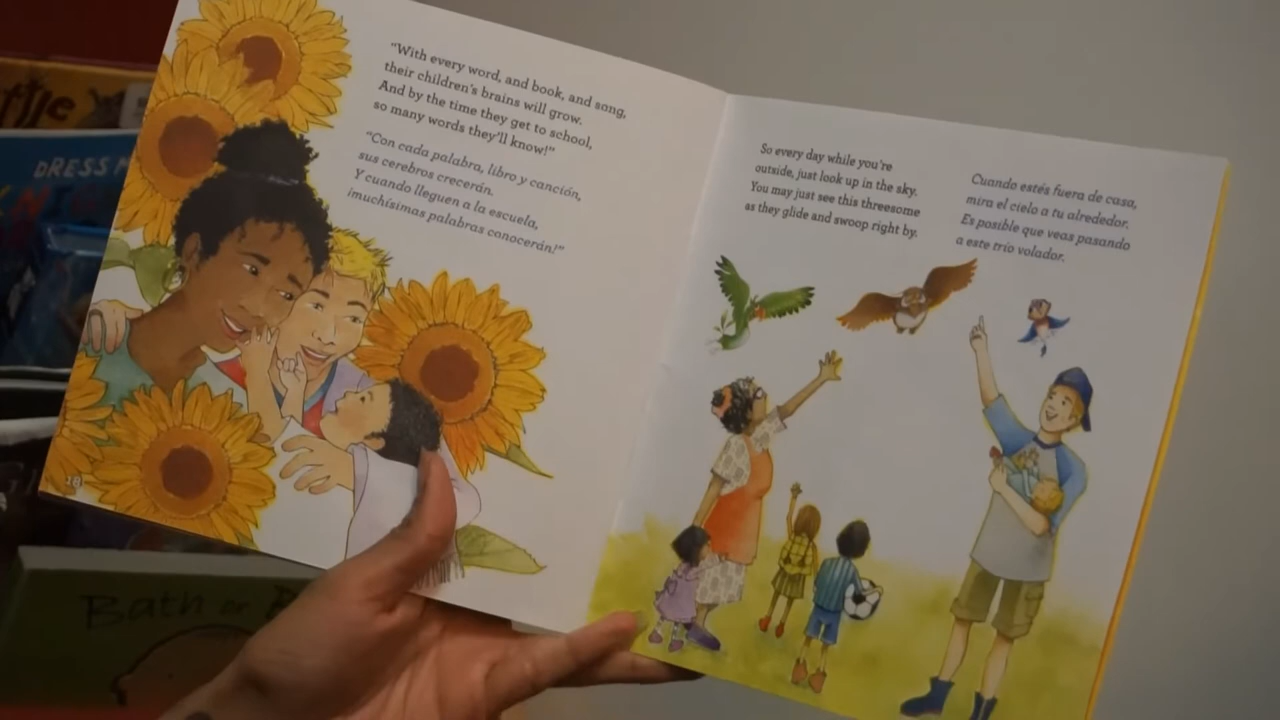 "With every word, and book, and song,
their children's brains will grow.
And by the time they get to school,
so many words they'll know!"
"Con cada palabra, libro y canción,
sus cerebros crecerán.
Y cuando lleguen a la escuela,
¡muchísimas palabras conocerán!"
18
So every day while you're
outside, just look up in the sky.
You may just see this threesome
as they glide and swoop right by.
Cuando estés fuera de casa,
mira el cielo a tu alrededor.
Es posible que veas pasando
a este trío volador.
DRESS
Bath